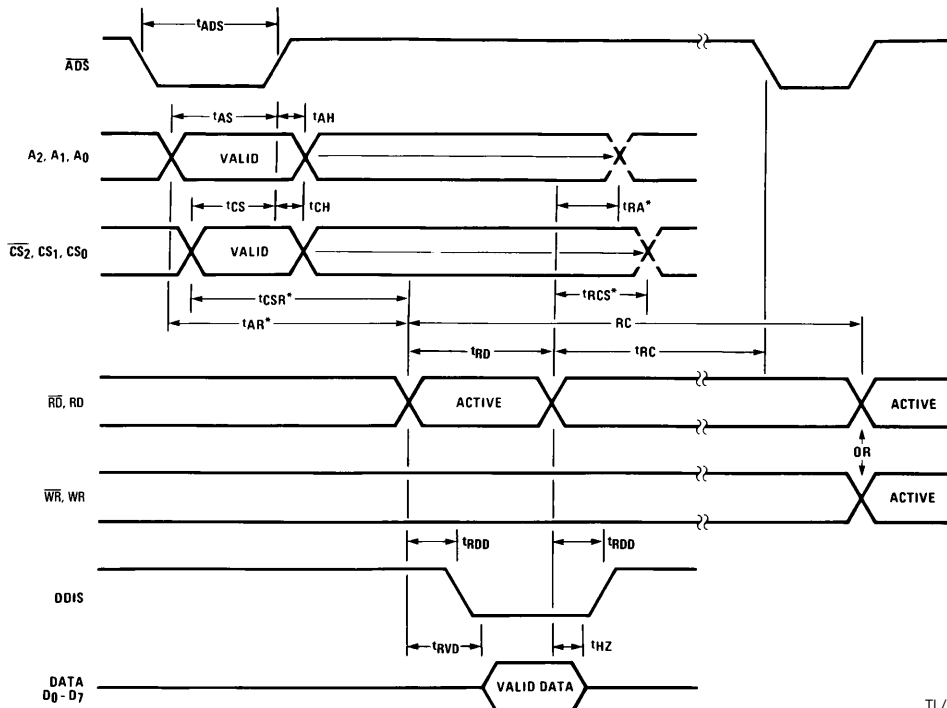 tADS
ADS
tAS tAH
A2, A1, A0 VALID
tCS tCH tRA*
CS2, CS1, CS0 VALID
tCSR* tRCS*
tAR* RC
tRD tRC
RD, RD ACTIVE ACTIVE
OR
WR, WR ACTIVE
tRDD tRDD
DDIS
tRVD tHZ
DATA
D0 - D7 VALID DATA
TL/